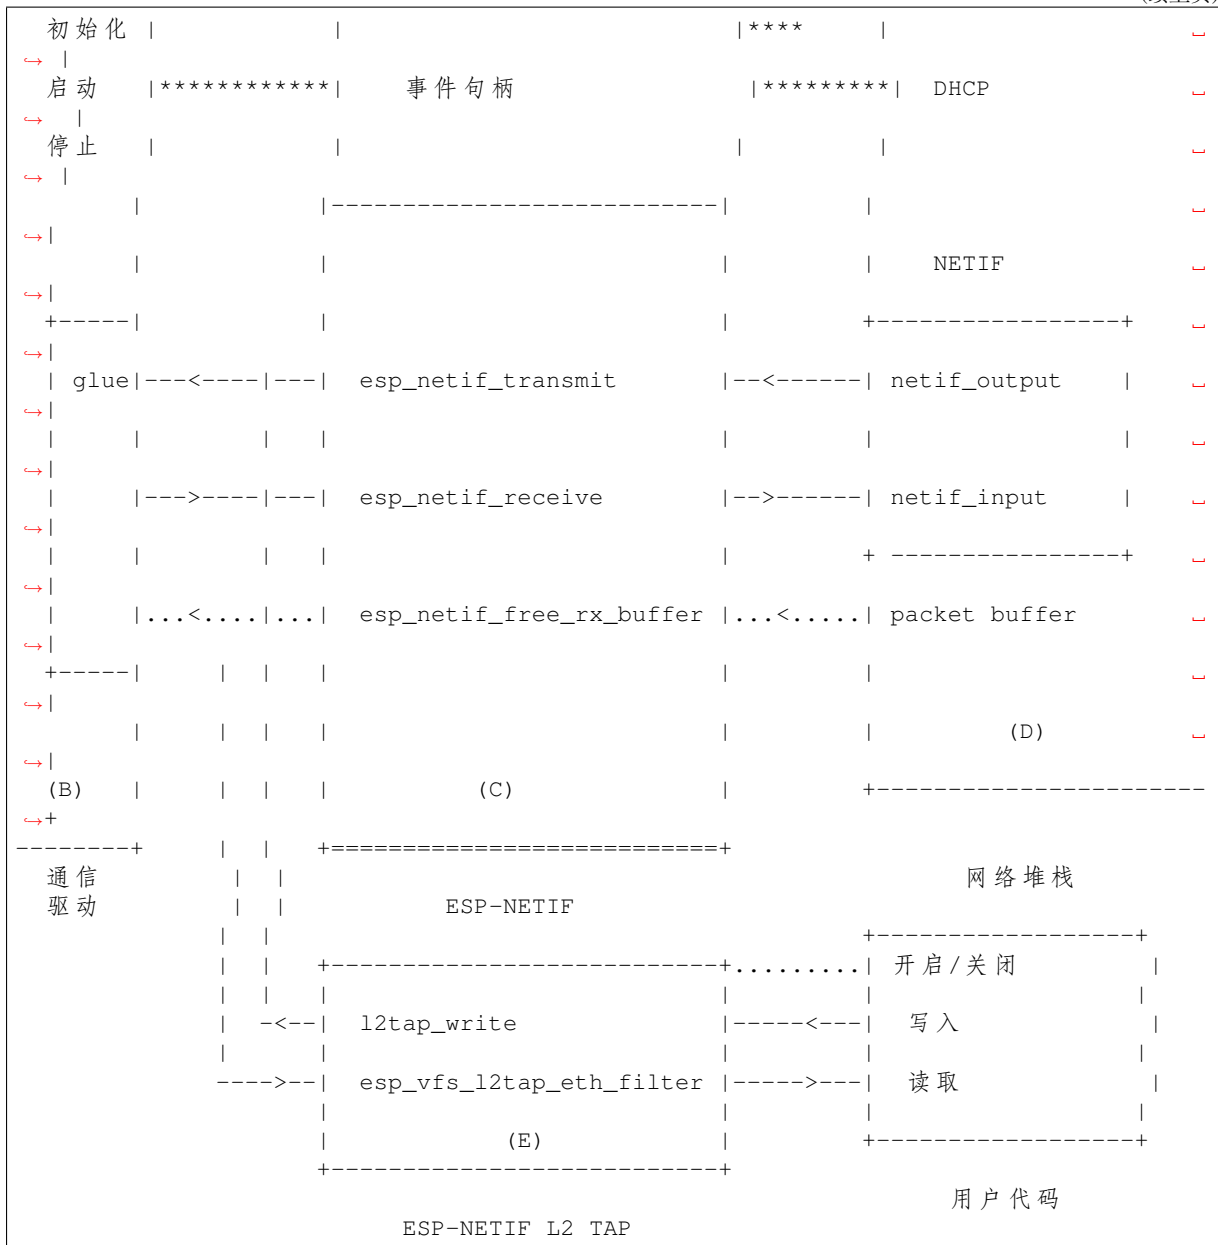 初始化 |                |                                 |****     |                      ␣
↪ |
启动   |************|     事件句柄                    |*********|  DHCP                ␣
↪  |
停止   |            |                           |         |                     ␣
↪ |
      |            |---------------------------|         |                     ␣
↪|
      |            |                           |         |    NETIF            ␣
↪|
+-----|            |                           |         +-----------------+   ␣
↪|
| glue|---<----|---|  esp_netif_transmit       |--<------| netif_output    |   ␣
↪|
|     |        |   |                           |         |                 |   ␣
↪|
|     |--->----|---|  esp_netif_receive        |-->------| netif_input     |   ␣
↪|
|     |        |   |                           |         + ----------------+   ␣
↪|
|     |...<....|...|  esp_netif_free_rx_buffer |...<.....| packet buffer       ␣
↪|
+-----|     |  |   |                           |         |                     ␣
↪|
      |     |  |   |                           |         |         (D)         ␣
↪|
(B)   |     |  |   |          (C)              |         +-----------------------
↪+
--------+     |  |   +===========================+
通信          |  |                                               网络堆栈
驱动          |  |           ESP-NETIF
              |  |                                         +------------------+
              |  |   +---------------------------+.........| 开启/关闭         |
              |  |   |                           |         |                  |
              |  -<--|  l2tap_write              |-----<---|  写入             |
              |      |                           |         |                  |
              ---->--|  esp_vfs_l2tap_eth_filter |----->---|  读取             |
                     |                           |         |                  |
                     |            (E)            |         +------------------+
                     +---------------------------+
                                                                用户代码
                          ESP-NETIF L2 TAP